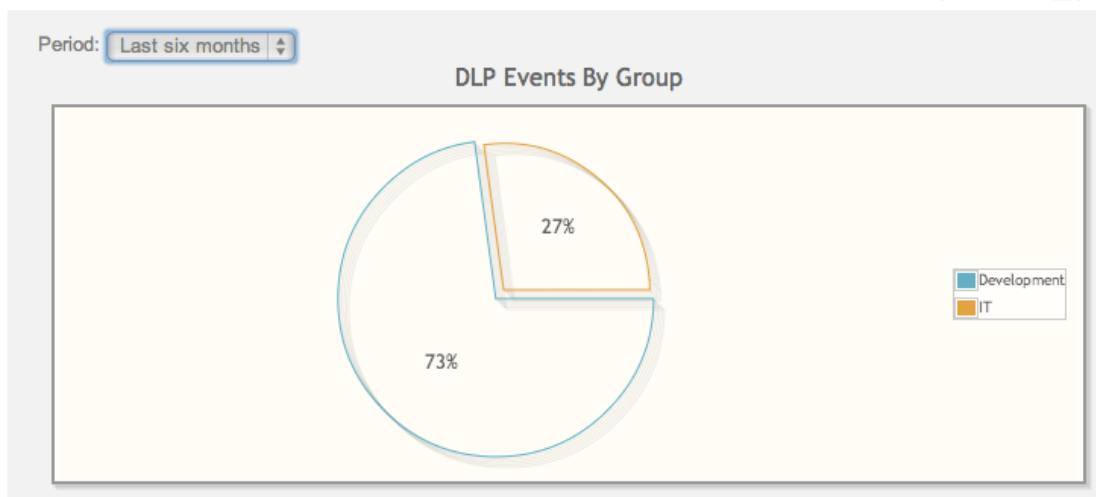 Period: Last six months
DLP Events By Group
27%
Development
IT
73%